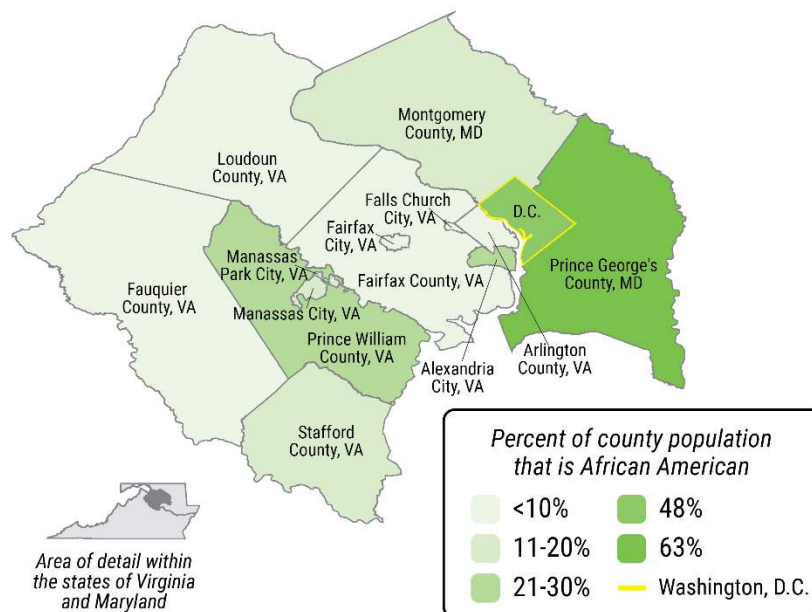 Montgomery
County, MD
Loudoun
County, VA
Falls Church
City, VA
D.C.
Fairfax
City, VA
Manassas
Park City, VA
Fairfax County, VA
Prince George's
County, MD
Fauquier
County, VA
Manassas City, VA
Prince William
County, VA
Arlington
County, VA
Alexandria
City, VA
Stafford
County, VA
Percent of county population
that is African American
<10%
11-20%
21-30%
48%
63%
Washington, D.C.
Area of detail within
the states of Virginia
and Maryland